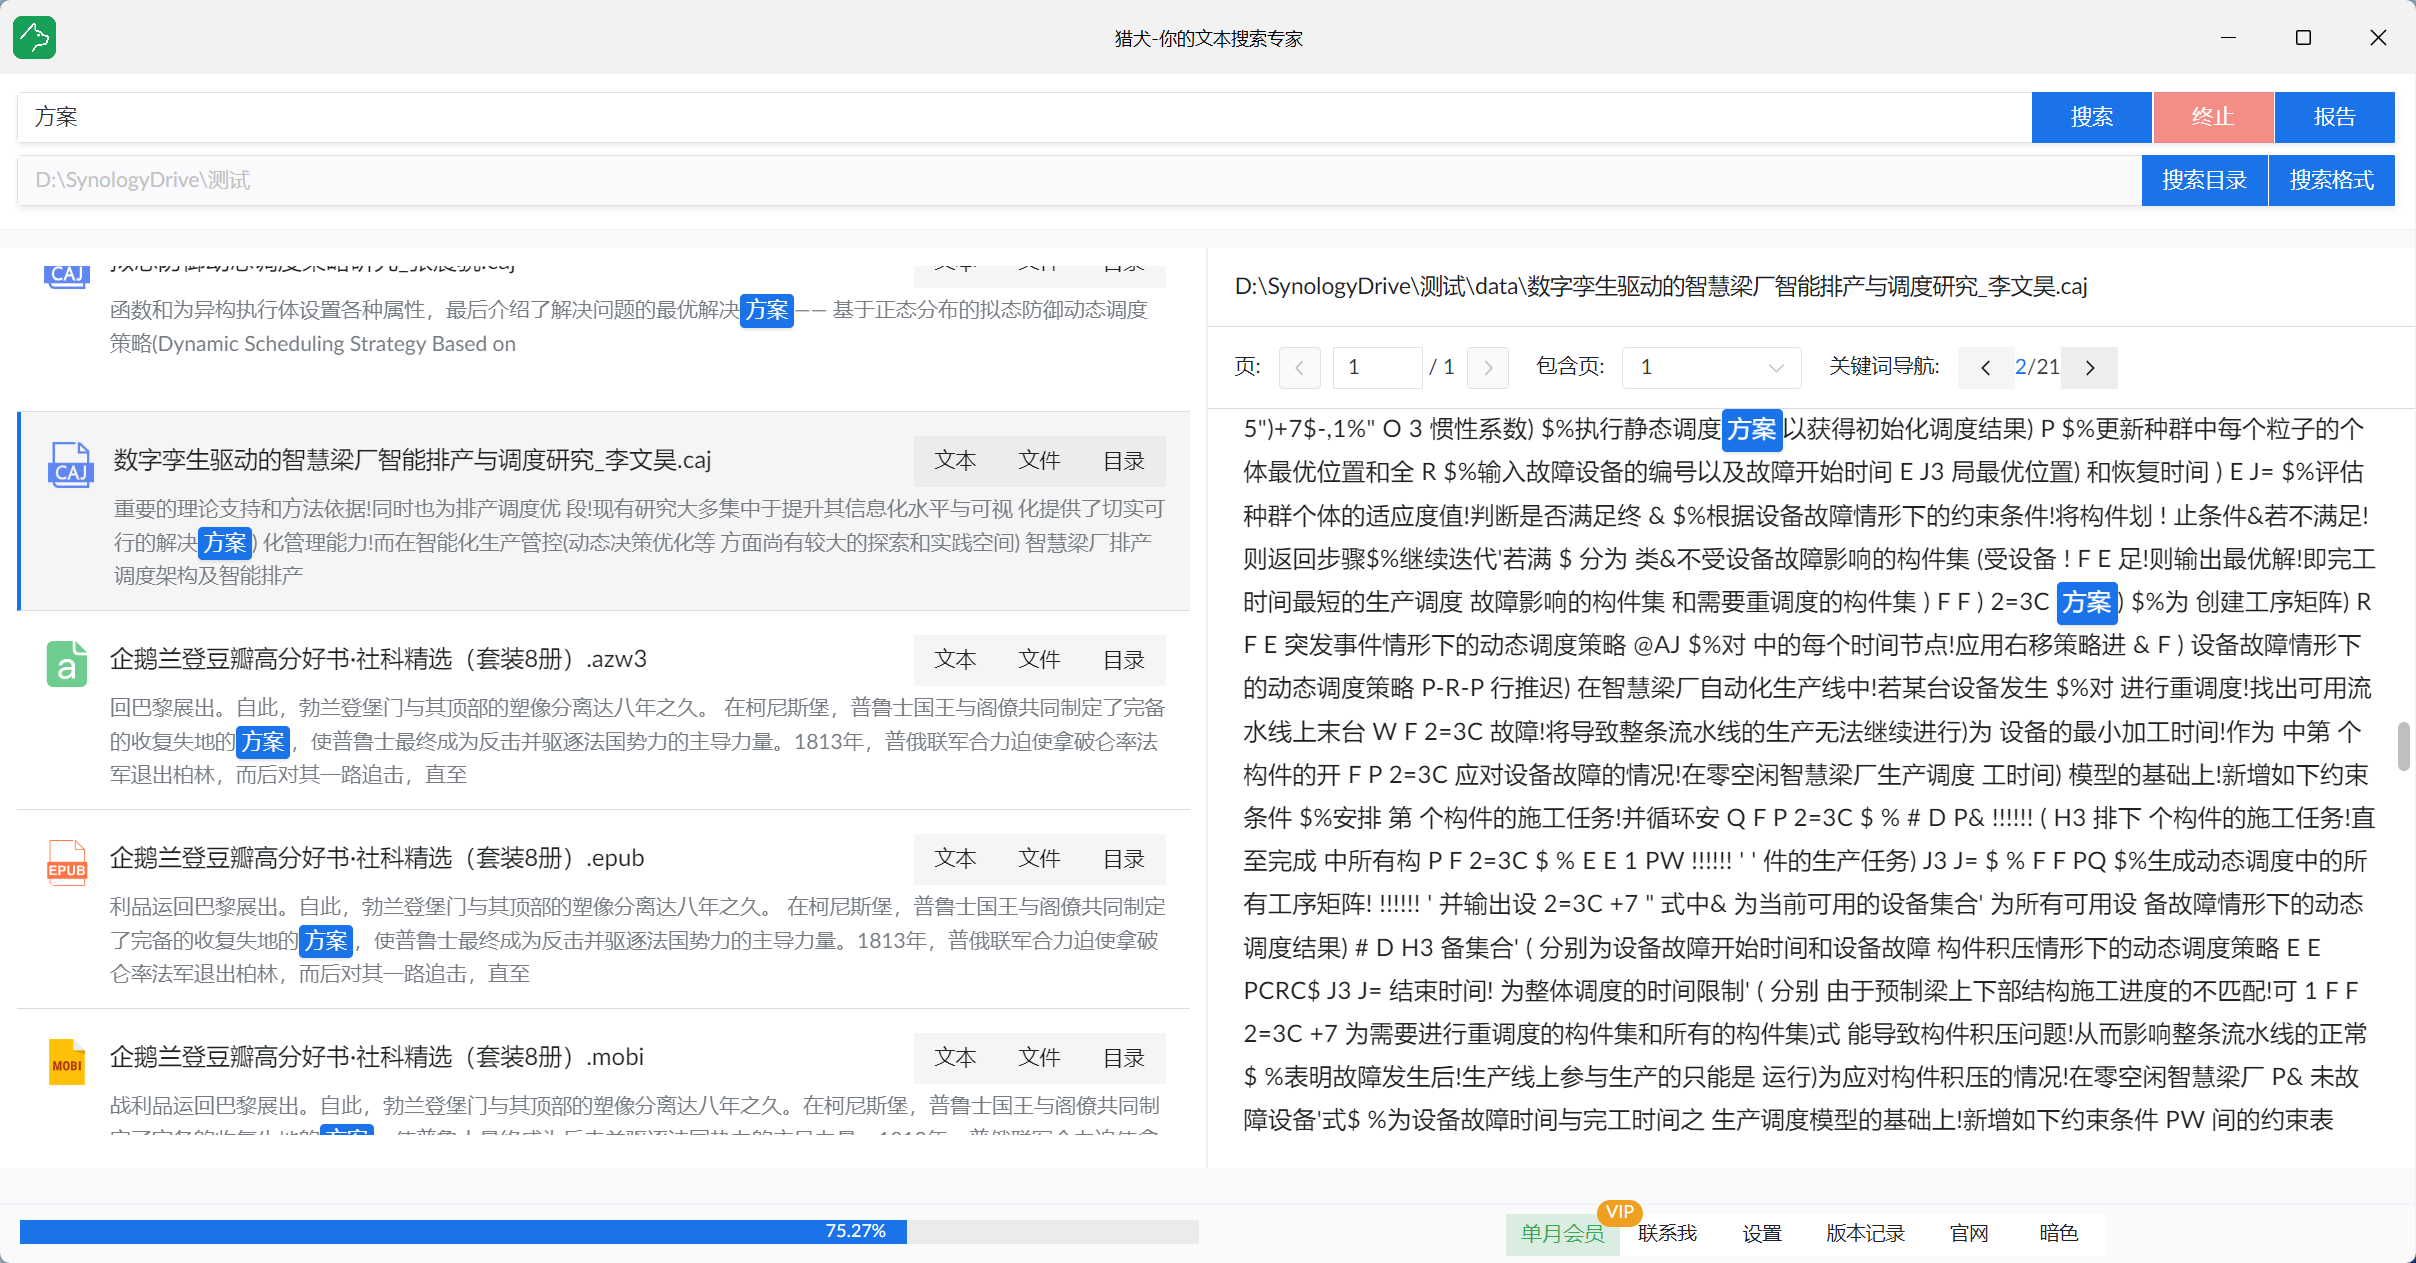 猎犬-你的文本搜索专家
方案
搜索
终止
报告
D:\SynologyDrive\测试
搜索目录
搜索格式
CAJ
函数和为异构执行体设置各种属性，最后介绍了解决问题的最优解决方案—— 基于正态分布的拟态防御动态调度
策略(Dynamic Scheduling Strategy Based on
CAJ
数字孪生驱动的智慧梁厂智能排产与调度研究_李文昊.caj
文本 文件 目录
重要的理论支持和方法依据!同时也为排产调度优 段!现有研究大多集中于提升其信息化水平与可视 化提供了切实可
行的解决方案) 化管理能力!而在智能化生产管控(动态决策优化等 方面尚有较大的探索和实践空间) 智慧梁厂排产
调度架构及智能排产
a
企鹅兰登豆瓣高分好书·社科精选（套装8册）.azw3
文本 文件 目录
回巴黎展出。自此，勃兰登堡门与其顶部的塑像分离达八年之久。 在柯尼斯堡，普鲁士国王与阁僚共同制定了完备
的收复失地的方案，使普鲁士最终成为反击并驱逐法国势力的主导力量。1813年，普俄联军合力迫使拿破仑率法
军退出柏林，而后对其一路追击，直至
EPUB
企鹅兰登豆瓣高分好书·社科精选（套装8册）.epub
文本 文件 目录
利品运回巴黎展出。自此，勃兰登堡门与其顶部的塑像分离达八年之久。 在柯尼斯堡，普鲁士国王与阁僚共同制定
了完备的收复失地的方案，使普鲁士最终成为反击并驱逐法国势力的主导力量。1813年，普俄联军合力迫使拿破
仑率法军退出柏林，而后对其一路追击，直至
MOBI
企鹅兰登豆瓣高分好书·社科精选（套装8册）.mobi
文本 文件 目录
战利品运回巴黎展出。自此，勃兰登堡门与其顶部的塑像分离达八年之久。在柯尼斯堡，普鲁士国王与阁僚共同制
D:\SynologyDrive\测试\data\数字孪生驱动的智慧梁厂智能排产与调度研究_李文昊.caj
页: 1 / 1 包含页: 1 关键词导航: 2/21
5")+7$-,1%" O 3 惯性系数) $%执行静态调度方案以获得初始化调度结果) P $%更新种群中每个粒子的个
体最优位置和全 R $%输入故障设备的编号以及故障开始时间 E J3 局最优位置) 和恢复时间 ) E J= $%评估
种群个体的适应度值!判断是否满足终 & $%根据设备故障情形下的约束条件!将构件划 ! 止条件&若不满足!
则返回步骤$%继续迭代'若满 $ 分为 类&不受设备故障影响的构件集 (受设备 ! F E 足!则输出最优解!即完工
时间最短的生产调度 故障影响的构件集 和需要重调度的构件集 ) F F ) 2=3C 方案) $%为 创建工序矩阵) R
F E 突发事件情形下的动态调度策略 @AJ $%对 中的每个时间节点!应用右移策略进 & F ) 设备故障情形下
的动态调度策略 P-R-P 行推迟) 在智慧梁厂自动化生产线中!若某台设备发生 $%对 进行重调度!找出可用流
水线上末台 W F 2=3C 故障!将导致整条流水线的生产无法继续进行)为 设备的最小加工时间!作为 中第 个
构件的开 F P 2=3C 应对设备故障的情况!在零空闲智慧梁厂生产调度 工时间) 模型的基础上!新增如下约束
条件 $%安排 第 个构件的施工任务!并循环安 Q F P 2=3C $ % # D P& !!!!!! ( H3 排下 个构件的施工任务!直
至完成 中所有构 P F 2=3C $ % E E 1 PW !!!!!! ' ' 件的生产任务) J3 J= $ % F F PQ $%生成动态调度中的所
有工序矩阵! !!!!!! ' 并输出设 2=3C +7 " 式中& 为当前可用的设备集合' 为所有可用设 备故障情形下的动态
调度结果) # D H3 备集合' ( 分别为设备故障开始时间和设备故障 构件积压情形下的动态调度策略 E E
PCRC$ J3 J= 结束时间! 为整体调度的时间限制' ( 分别 由于预制梁上下部结构施工进度的不匹配!可 1 F F
2=3C +7 为需要进行重调度的构件集和所有的构件集)式 能导致构件积压问题!从而影响整条流水线的正常
$ %表明故障发生后!生产线上参与生产的只能是 运行)为应对构件积压的情况!在零空闲智慧梁厂 P& 未故
障设备'式$ %为设备故障时间与完工时间之 生产调度模型的基础上!新增如下约束条件 PW 间的约束表
75.27%
VIP
单月会员
联系我
设置
版本记录
官网
暗色